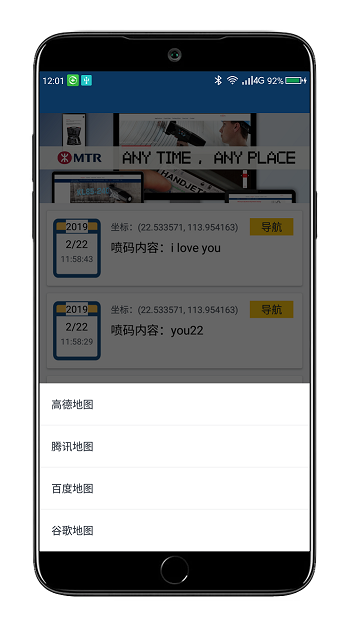 12:01
4G 92%
MTR
ANY TIME , ANY PLACE
HANDJET
2019
2/22
11:58:43
坐标：(22.533571, 113.954163)
导航
喷码内容：i love you
2019
2/22
11:58:29
坐标：(22.533571, 113.954163)
导航
喷码内容：you22
高德地图
腾讯地图
百度地图
谷歌地图